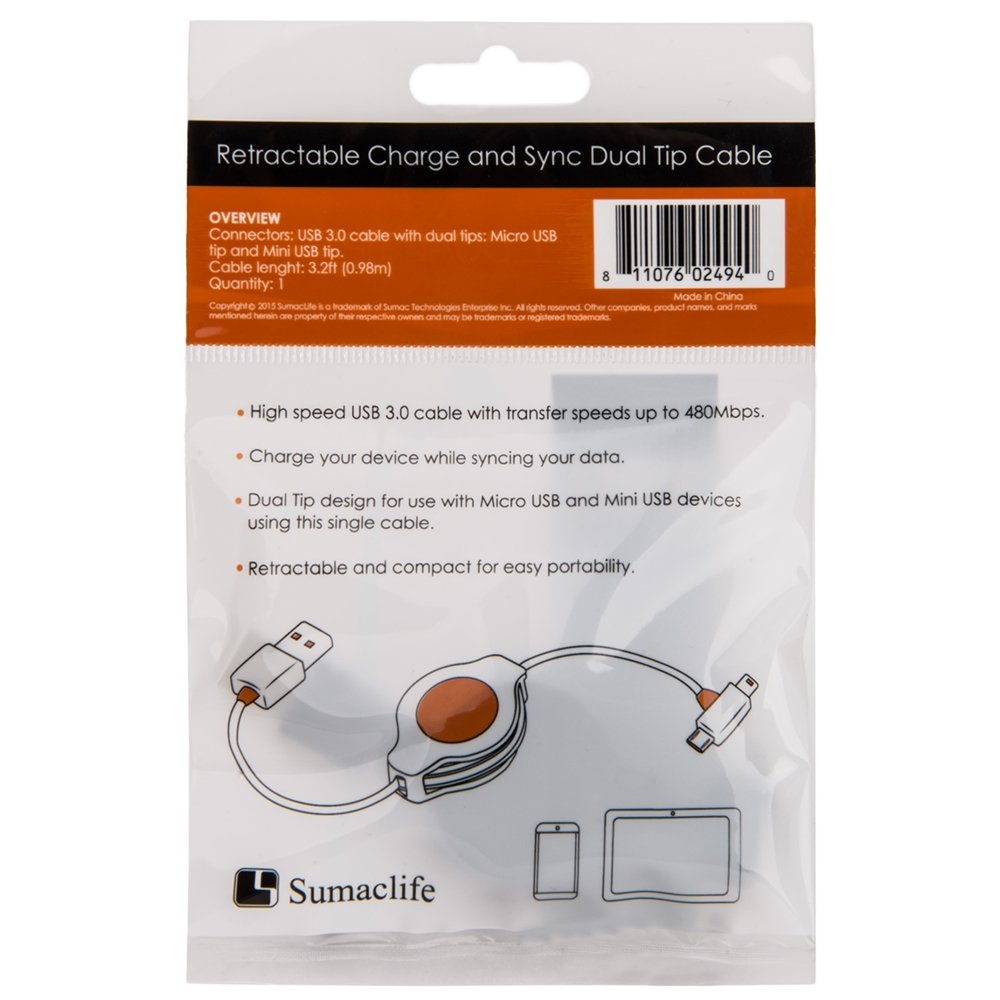 Retractable Charge and Sync Dual Tip Cable
OVERVIEW
Connectors: USB 3.0 cable with dual tips: Micro USB
tip and Mini USB tip.
Cable lenght: 3.2ft (0.98m)
Quantity: 1
8 11076 02494 0
Made in China
Copyright© 2015 SumacLife is a trademark of Sumac Technologies Enterprise Inc. All rights reserved. Other companies, product names, and marks
mentioned herein are property of their respective owners and may be trademarks or registered trademarks.
• High speed USB 3.0 cable with transfer speeds up to 480Mbps.
• Charge your device while syncing your data.
• Dual Tip design for use with Micro USB and Mini USB devices
using this single cable.
• Retractable and compact for easy portability.
Sumaclife